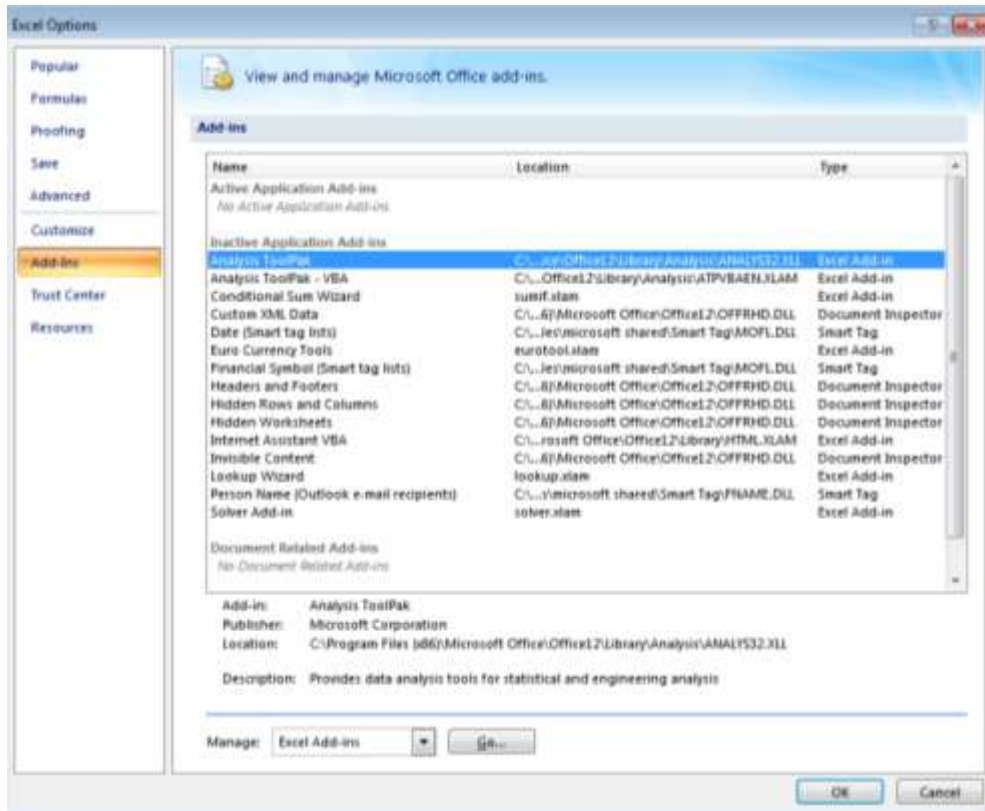 Excel Options
Popular
Formulas
Proofing
Save
Advanced
Customize
Add-Ins
Trust Center
Resources
View and manage Microsoft Office add-ins.
Add-ins
Name Location Type
Active Application Add-ins
No Active Application Add-ins
Inactive Application Add-ins
Analysis ToolPak C:\...ice\Office12\Library\Analysis\ANALYS32.XLL Excel Add-in
Analysis ToolPak - VBA C:\...Office12\Library\Analysis\ATPVBAEN.XLAM Excel Add-in
Conditional Sum Wizard sumif.xlam Excel Add-in
Custom XML Data C:\...6)\Microsoft Office\Office12\OFFRHD.DLL Document Inspector
Date (Smart tag lists) C:\...les\microsoft shared\Smart Tag\MOFL.DLL Smart Tag
Euro Currency Tools eurotool.xlam Excel Add-in
Financial Symbol (Smart tag lists) C:\...les\microsoft shared\Smart Tag\MOFL.DLL Smart Tag
Headers and Footers C:\...6)\Microsoft Office\Office12\OFFRHD.DLL Document Inspector
Hidden Rows and Columns C:\...6)\Microsoft Office\Office12\OFFRHD.DLL Document Inspector
Hidden Worksheets C:\...6)\Microsoft Office\Office12\OFFRHD.DLL Document Inspector
Internet Assistant VBA C:\...rosoft Office\Office12\Library\HTML.XLAM Excel Add-in
Invisible Content C:\...6)\Microsoft Office\Office12\OFFRHD.DLL Document Inspector
Lookup Wizard lookup.xlam Excel Add-in
Person Name (Outlook e-mail recipients) C:\...s\microsoft shared\Smart Tag\FNAME.DLL Smart Tag
Solver Add-in solver.xlam Excel Add-in
Document Related Add-ins
No Document Related Add-ins
Add-in: Analysis ToolPak
Publisher: Microsoft Corporation
Location: C:\Program Files (x86)\Microsoft Office\Office12\Library\Analysis\ANALYS32.XLL
Description: Provides data analysis tools for statistical and engineering analysis
Manage: Excel Add-ins Go...
OK Cancel